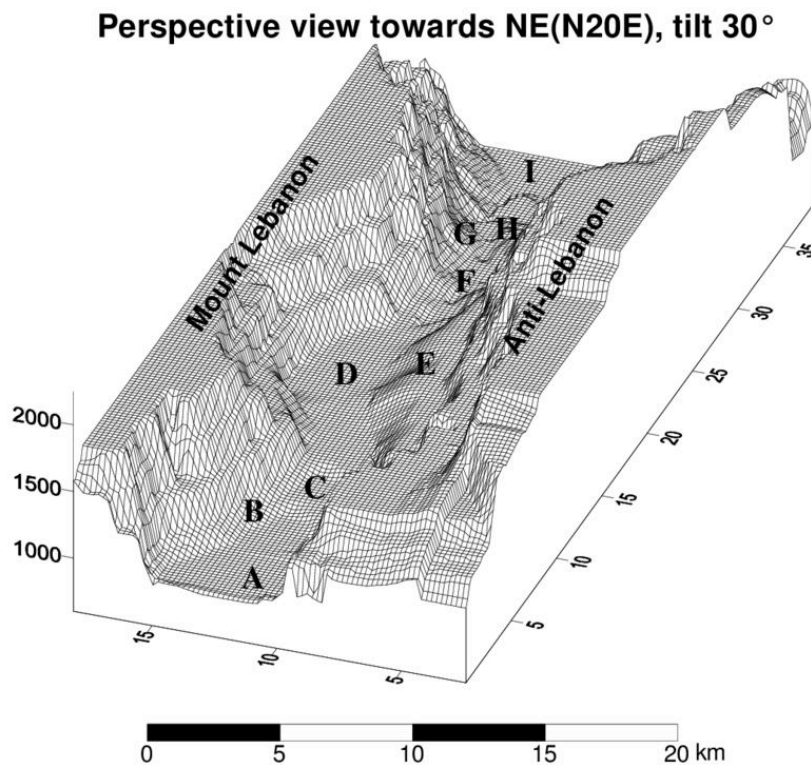 Perspective view towards NE(N20E), tilt 30°
Mount Lebanon
Anti-Lebanon
I
G H
F
D E
C
B
A
2000
1500
1000
15
10
5
5
10
15
20
25
30
35
0 5 10 15 20 km